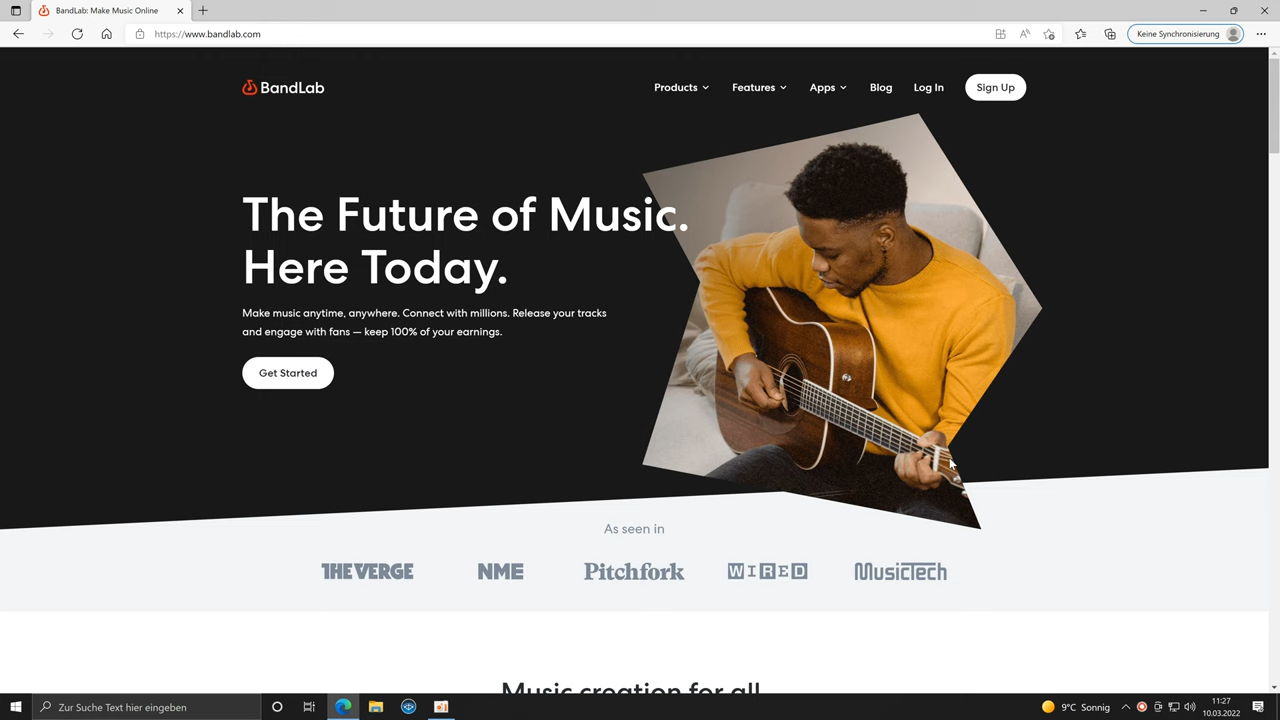 BandLab: Make Music Online
https://www.bandlab.com
Keine Synchronisierung
BandLab
Products
Features
Apps
Blog
Log In
Sign Up
The Future of Music.
Here Today.
Make music anytime, anywhere. Connect with millions. Release your tracks
and engage with fans — keep 100% of your earnings.
Get Started
As seen in
THE VERGE
NME
Pitchfork
WIRED
MusicTech
Music creation for all
Zur Suche Text hier eingeben
9°C Sonnig
11:27
10.03.2022